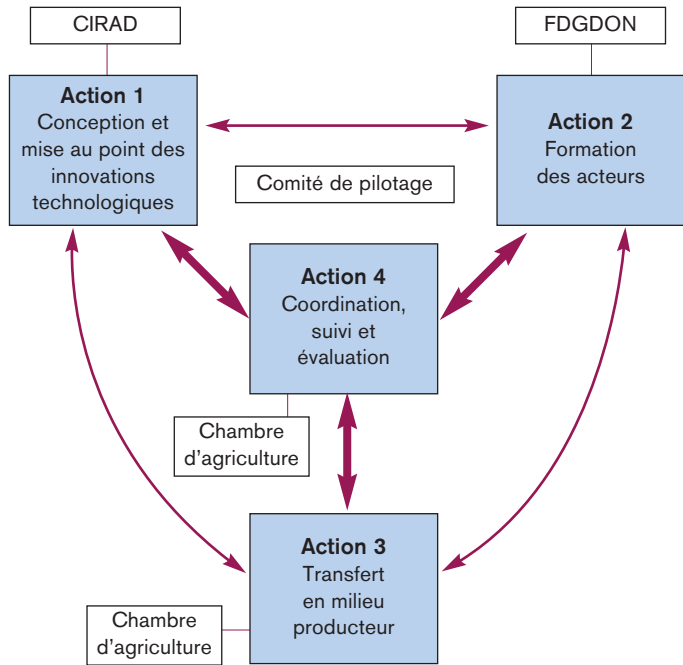 CIRAD
FDGDON
Action 1
Conception et
mise au point des
innovations
technologiques
Action 2
Formation
des acteurs
Comité de pilotage
Action 4
Coordination,
suivi et
évaluation
Chambre
d'agriculture
Action 3
Transfert
en milieu
producteur
Chambre
d'agriculture